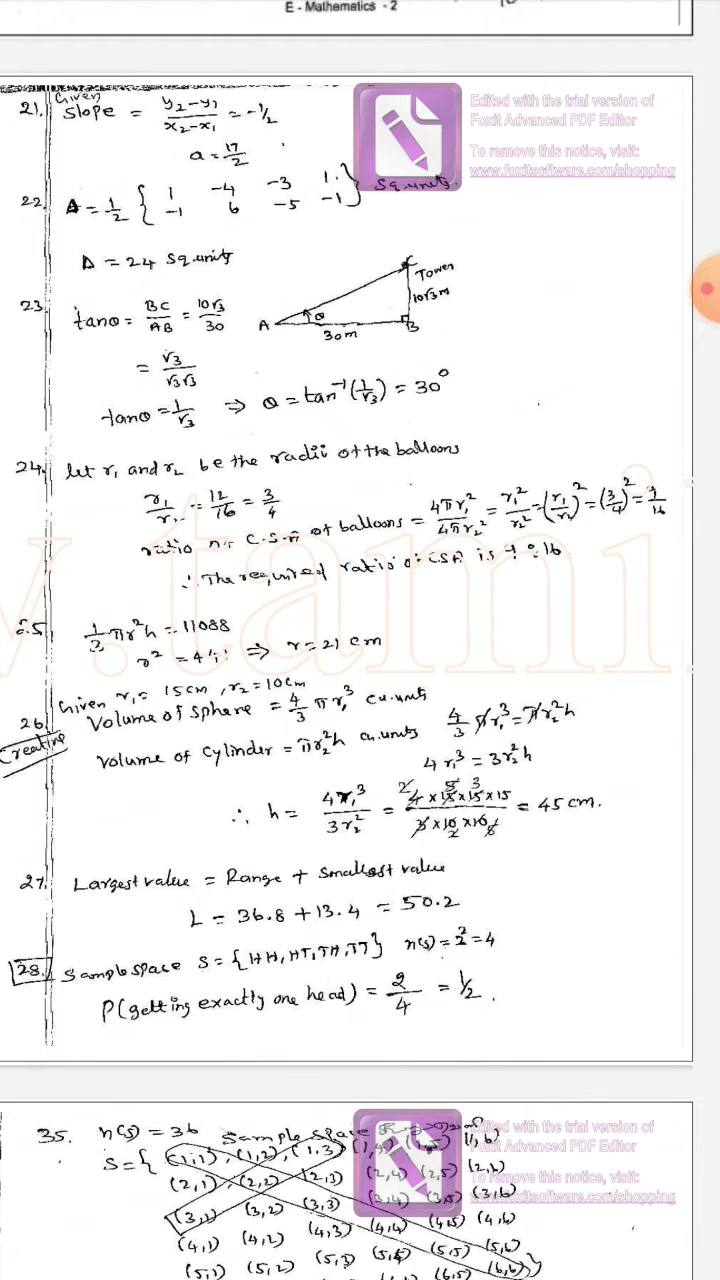 E - Mathematics - 2
21. Given
Slope = y₂-y₁/x₂-x₁ = -1/2
a = 17/2
22. Δ = 1/2 { 1 -4 -3 1
-1 6 -5 -1 } Sq.units.
Δ = 24 Sq.units
23. tanθ = BC/AB = 10√3/30
= √3/√3√3
tanθ = 1/√3 ⇒ θ = tan⁻¹(1/√3) = 30°
A θ B C
Tower
10√3m
30m
24. let r₁ and r₂ be the radii of the balloons
r₁/r₂ = 12/16 = 3/4
ratio of C.S.A of balloons = 4πr₁²/4πr₂² = r₁²/r₂² = (r₁/r₂)² = (3/4)² = 9/16
∴ The required ratio of CSA is 9:16
25 1/3 πr²h = 11088
r² = 441 ⇒ r = 21 cm
26. Given r₁ = 15cm, r₂ = 10cm
Creative
Volume of Sphere = 4/3 πr₁³ cu.units
Volume of cylinder = πr₂²h cu.units
4/3 πr₁³ = πr₂²h
4r₁³ = 3r₂²h
∴ h = 4r₁³/3r₂² = 4×15×15×15/3×10×10 = 45 cm.
27. Largest value = Range + Smallest value
L = 36.8 + 13.4 = 50.2
28. Sample space S = {HH, HT, TH, TT} n(s) = 2² = 4
P(getting exactly one head) = 2/4 = 1/2.
Edited with the trial version of
Foxit Advanced PDF Editor
To remove this notice, visit:
www.foxitsoftware.com/shopping
w.tami
35. n(s) = 36 Sample space
S = { (1,1), (1,2), (1,3) (1,4) (1,5) (1,6)
(2,1), (2,2) (2,3) (2,4) (2,5) (2,6)
(3,1) (3,2) (3,3) (3,4) (3,5) (3,6)
(4,1) (4,2) (4,3) (4,4) (4,5) (4,6)
(5,1) (5,2) (5,3) (5,4) (5,5) (5,6)
(6,5) (6,6) }
Edited with the trial version of
Foxit Advanced PDF Editor
To remove this notice, visit:
www.foxitsoftware.com/shopping